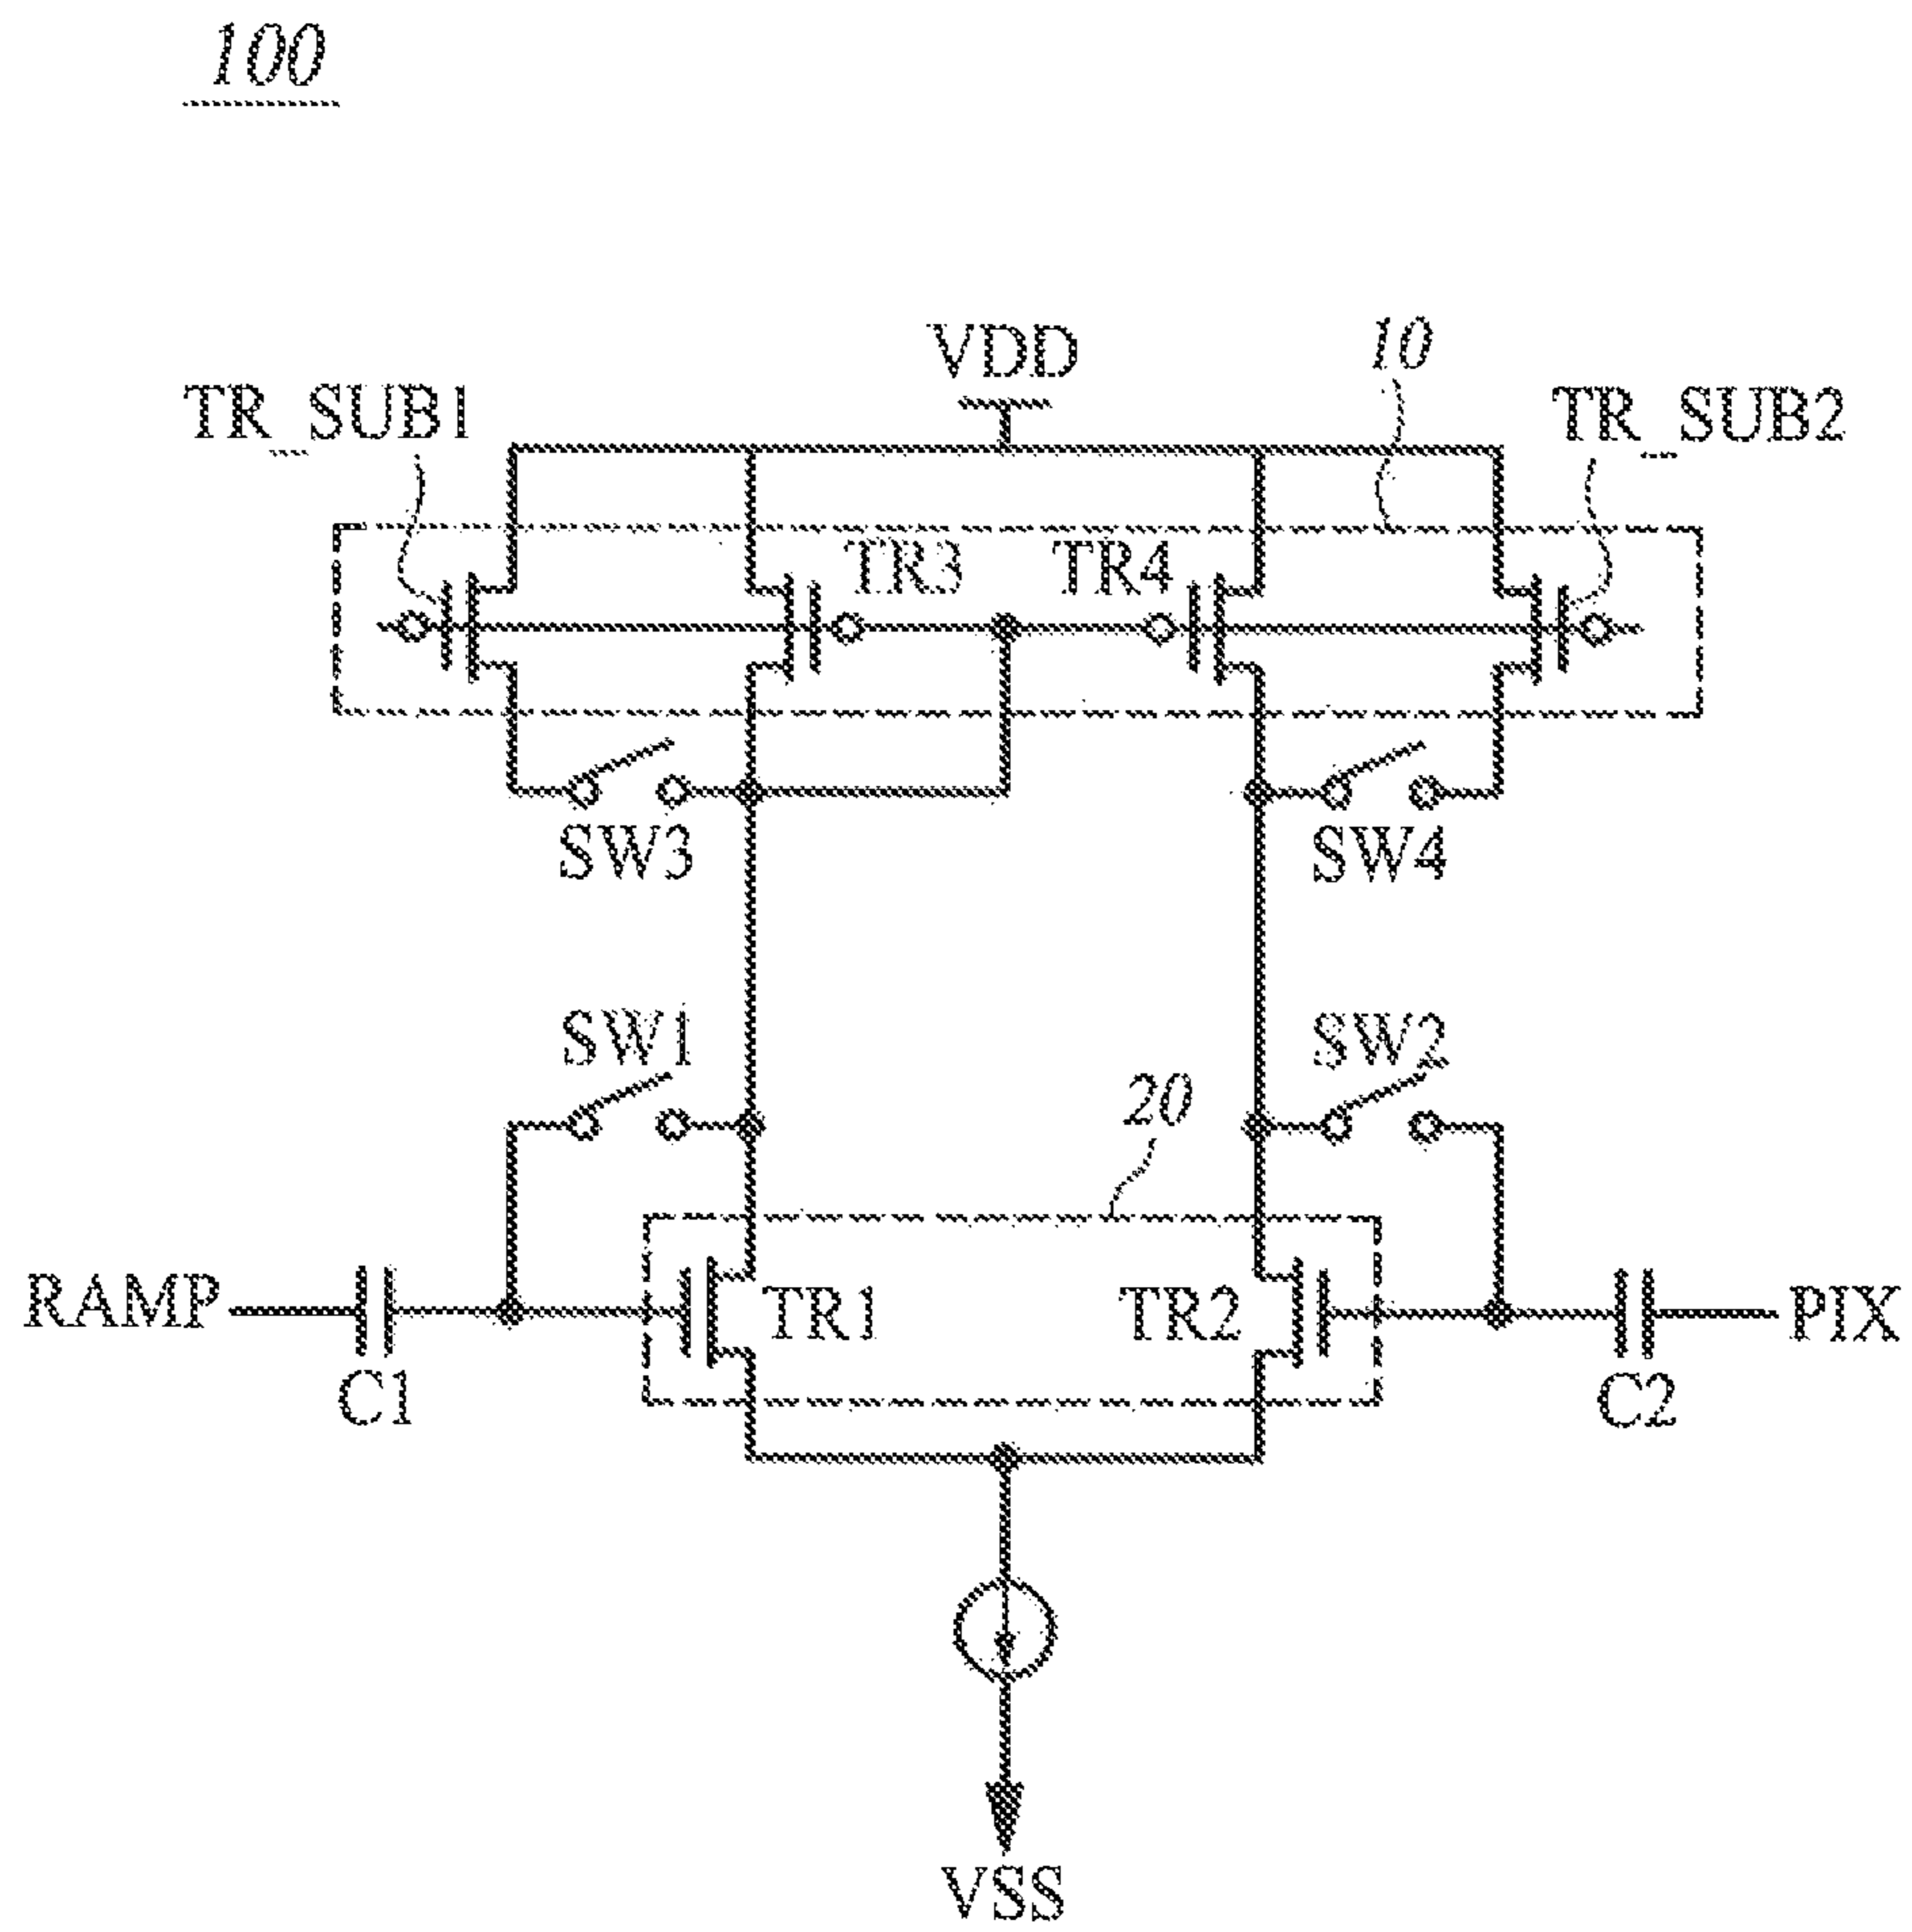 100
VDD
10
TR_SUB1
TR_SUB2
TR3
TR4
SW3
SW4
SW1
SW2
20
RAMP
TR1
TR2
PIX
C1
C2
VSS